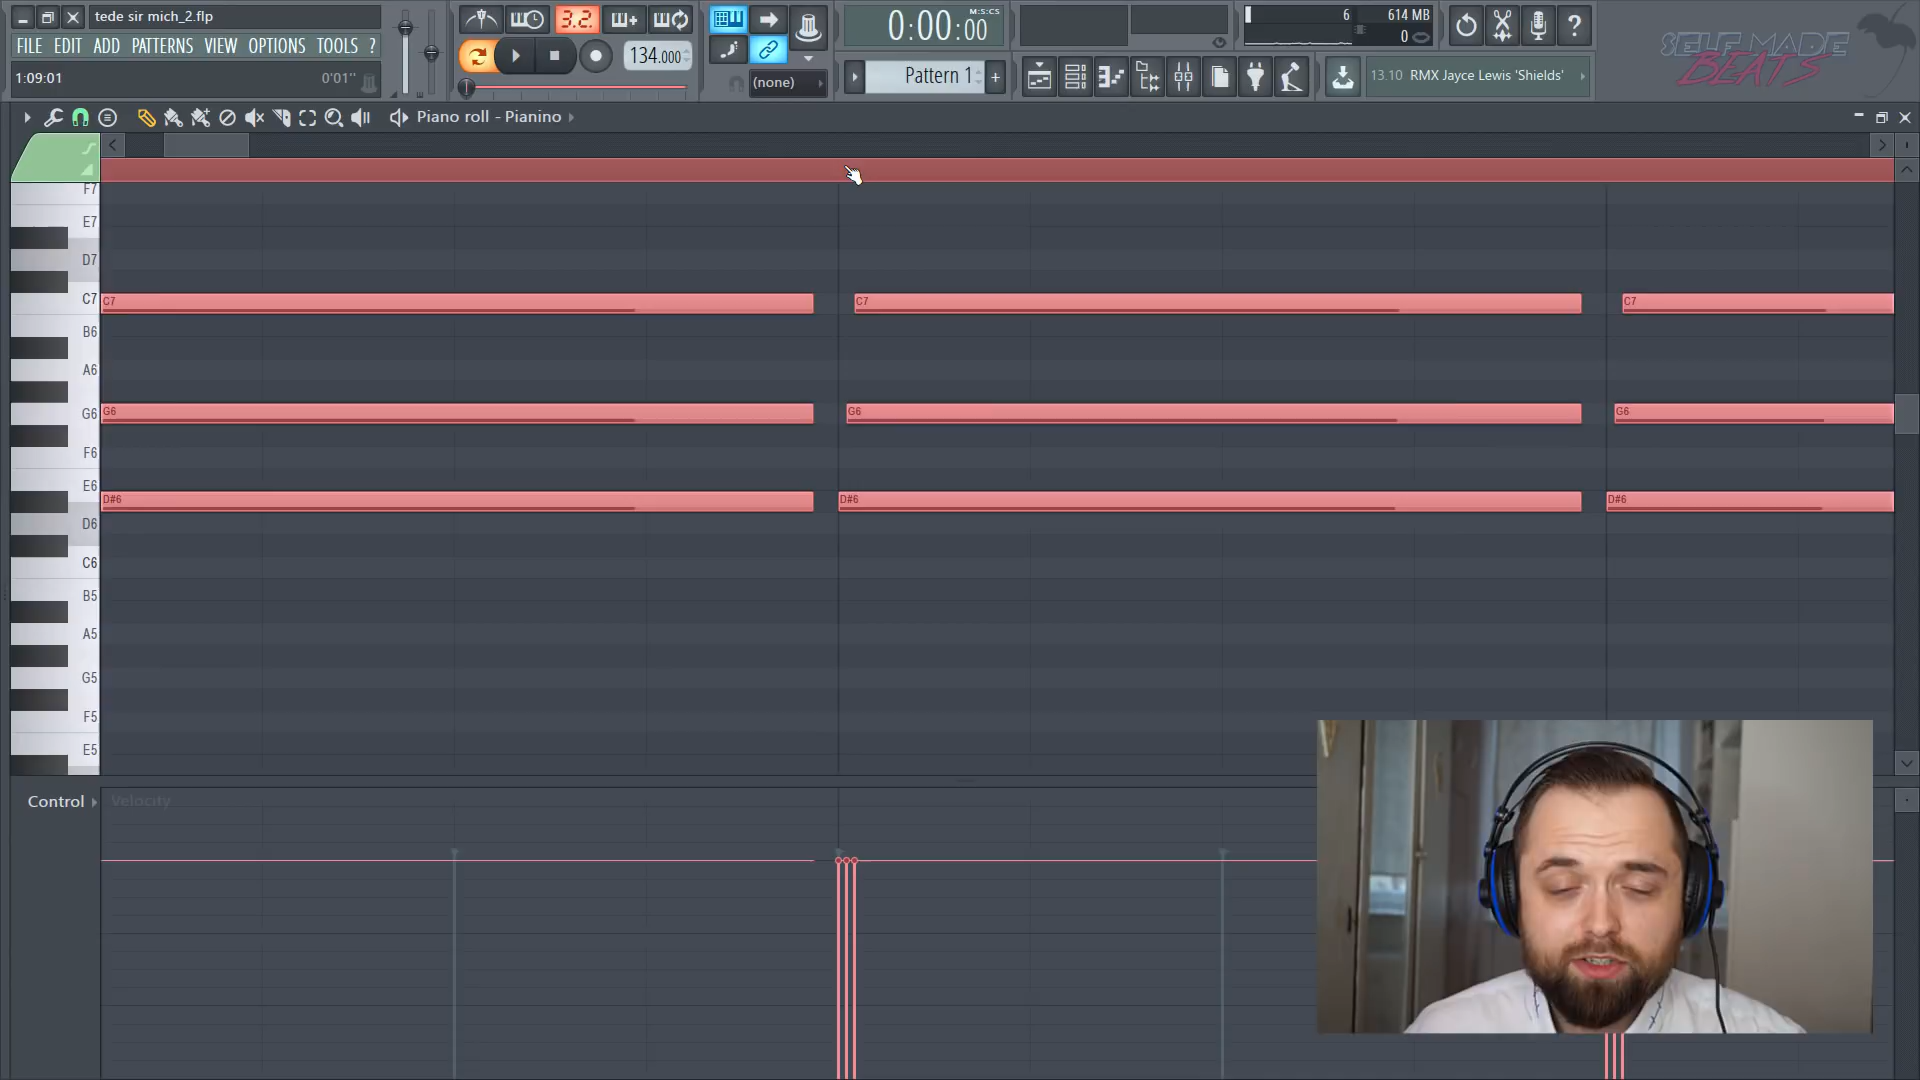 tede sir mich_2.flp
FILE EDIT ADD PATTERNS VIEW OPTIONS TOOLS ?
1:09:01 0'01"
3.2.
134.000
(none)
0:00:00 M:S:CS
Pattern 1
6 614 MB
0
13.10 RMX Jayce Lewis 'Shields'
SELF MADE
BEATS
Piano roll - Pianino
F7
E7
D7
C7 C7 C7 C7
B6
A6
G6 G6 G6 G6
F6
E6
D#6 D#6 D#6
D6
C6
B5
A5
G5
F5
E5
Control Velocity